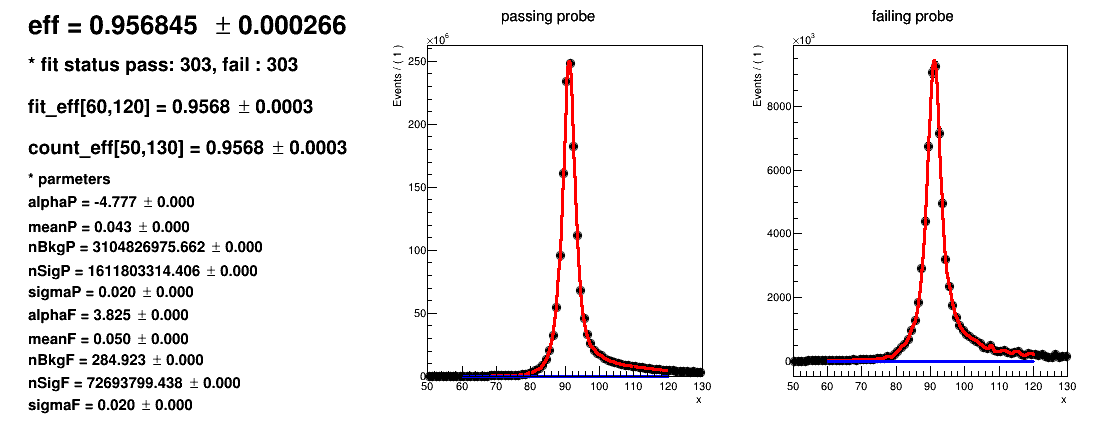 eff = 0.956845 ± 0.000266
* fit status pass: 303, fail : 303
fit_eff[60,120] = 0.9568 ± 0.0003
count_eff[50,130] = 0.9568 ± 0.0003
* parmeters
alphaP = -4.777 ± 0.000
meanP = 0.043 ± 0.000
nBkgP = 3104826975.662 ± 0.000
nSigP = 1611803314.406 ± 0.000
sigmaP = 0.020 ± 0.000
alphaF = 3.825 ± 0.000
meanF = 0.050 ± 0.000
nBkgF = 284.923 ± 0.000
nSigF = 72693799.438 ± 0.000
sigmaF = 0.020 ± 0.000
passing probe
×10⁶
Events / ( 1 )
250
200
150
100
50
0
50 60 70 80 90 100 110 120 130
x
failing probe
×10³
Events / ( 1 )
8000
6000
4000
2000
0
50 60 70 80 90 100 110 120 130
x